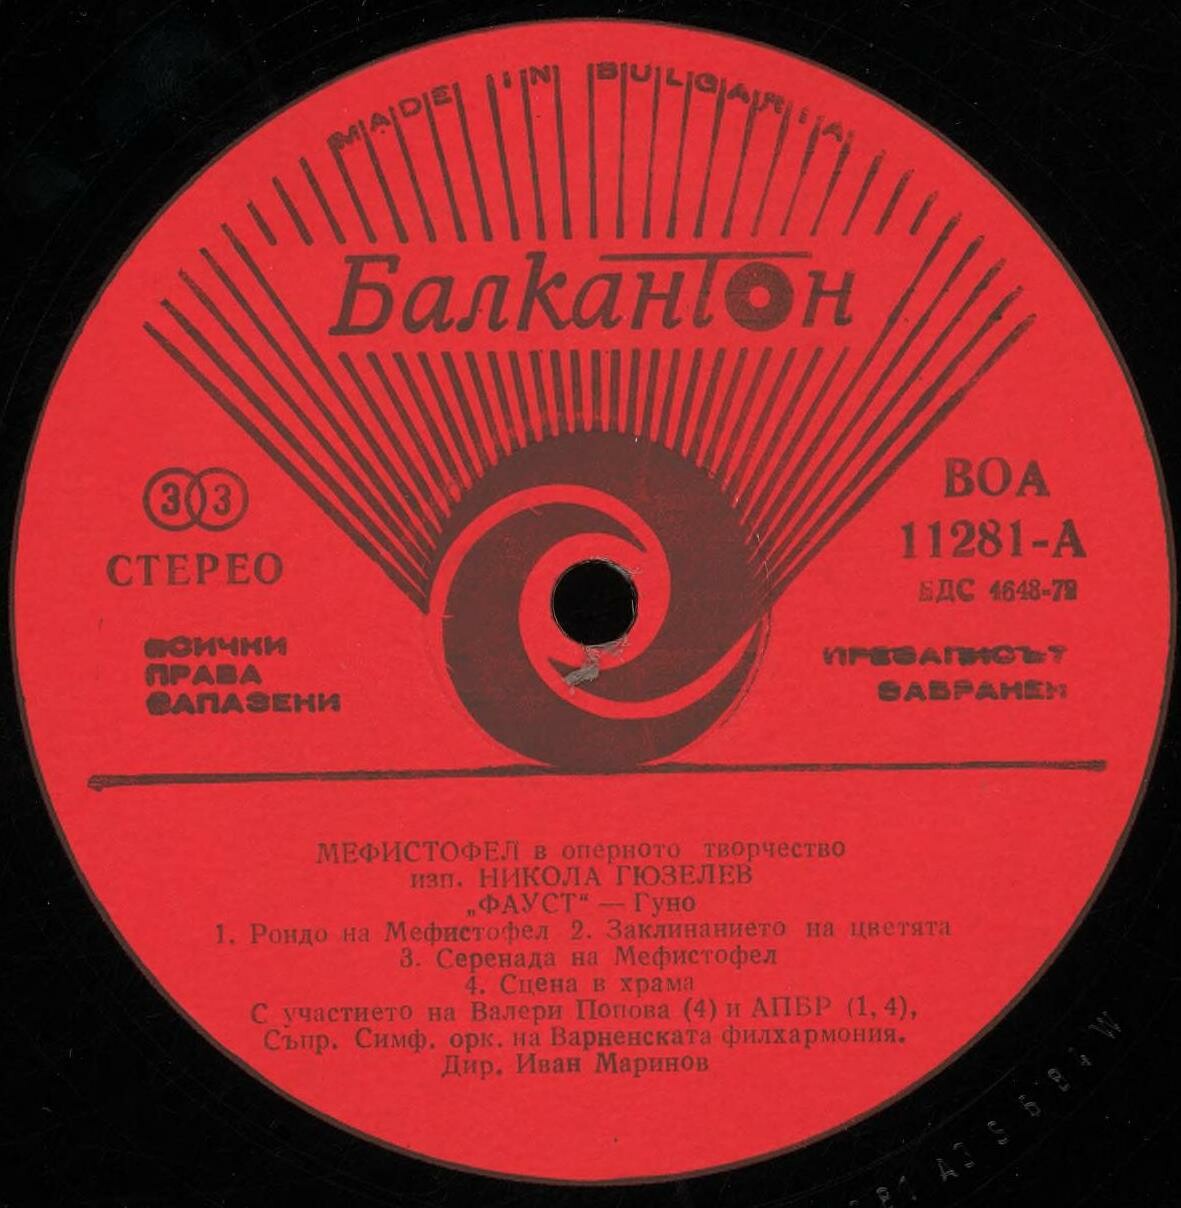 MADE IN BULGARIA
Балкантон
33
СТЕРЕО
ВСИЧКИ
ПРАВА
ЗАПАЗЕНИ
ВОА
11281-А
БДС 4648-72
ПРЕЗАПИСЪТ
ЗАБРАНЕН
МЕФИСТОФЕЛ в оперното творчество
изп. НИКОЛА ГЮЗЕЛЕВ
„ФАУСТ“ — Гуно
1. Рондо на Мефистофел 2. Заклинанието на цветята
3. Серенада на Мефистофел
4. Сцена в храма
С участието на Валери Попова (4) и АПБР (1, 4),
Съпр. Симф. орк. на Варненската филхармония.
Дир. Иван Маринов